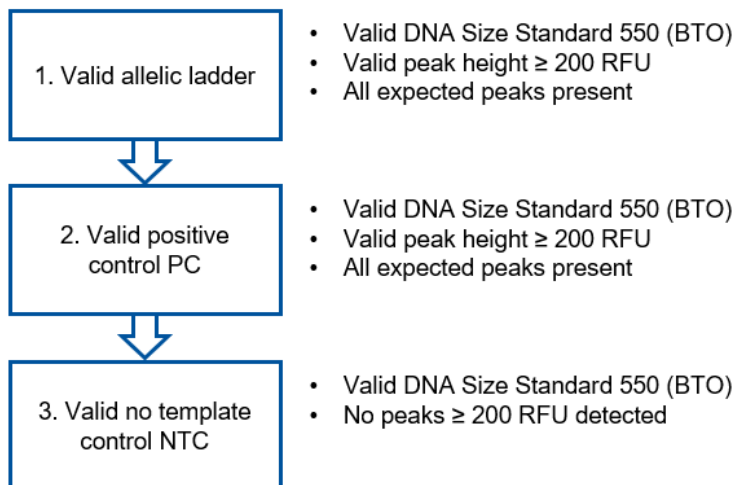 1. Valid allelic ladder
• Valid DNA Size Standard 550 (BTO)
• Valid peak height ≥ 200 RFU
• All expected peaks present
2. Valid positive
control PC
• Valid DNA Size Standard 550 (BTO)
• Valid peak height ≥ 200 RFU
• All expected peaks present
3. Valid no template
control NTC
• Valid DNA Size Standard 550 (BTO)
• No peaks ≥ 200 RFU detected